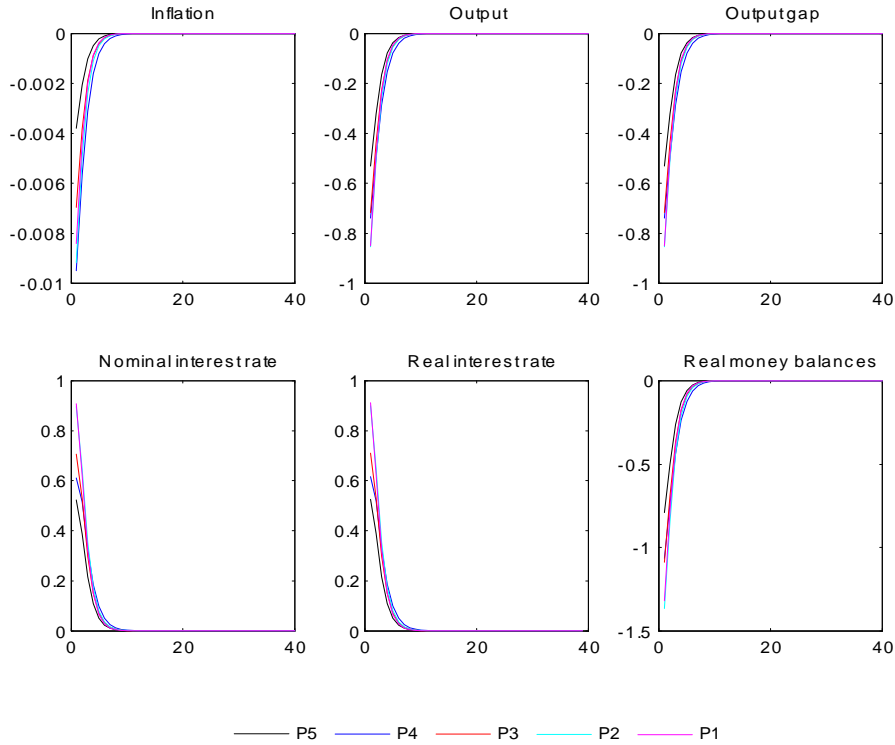 Inflation
Output
Output gap
0
-0.002
-0.004
-0.006
-0.008
-0.01
0
-0.2
-0.4
-0.6
-0.8
-1
0
-0.2
-0.4
-0.6
-0.8
-1
0 20 40
0 20 40
0 20 40
Nominal interest rate
Real interest rate
Real money balances
1
0.8
0.6
0.4
0.2
0
1
0.8
0.6
0.4
0.2
0
0
-0.5
-1
-1.5
0 20 40
0 20 40
0 20 40
P5 P4 P3 P2 P1